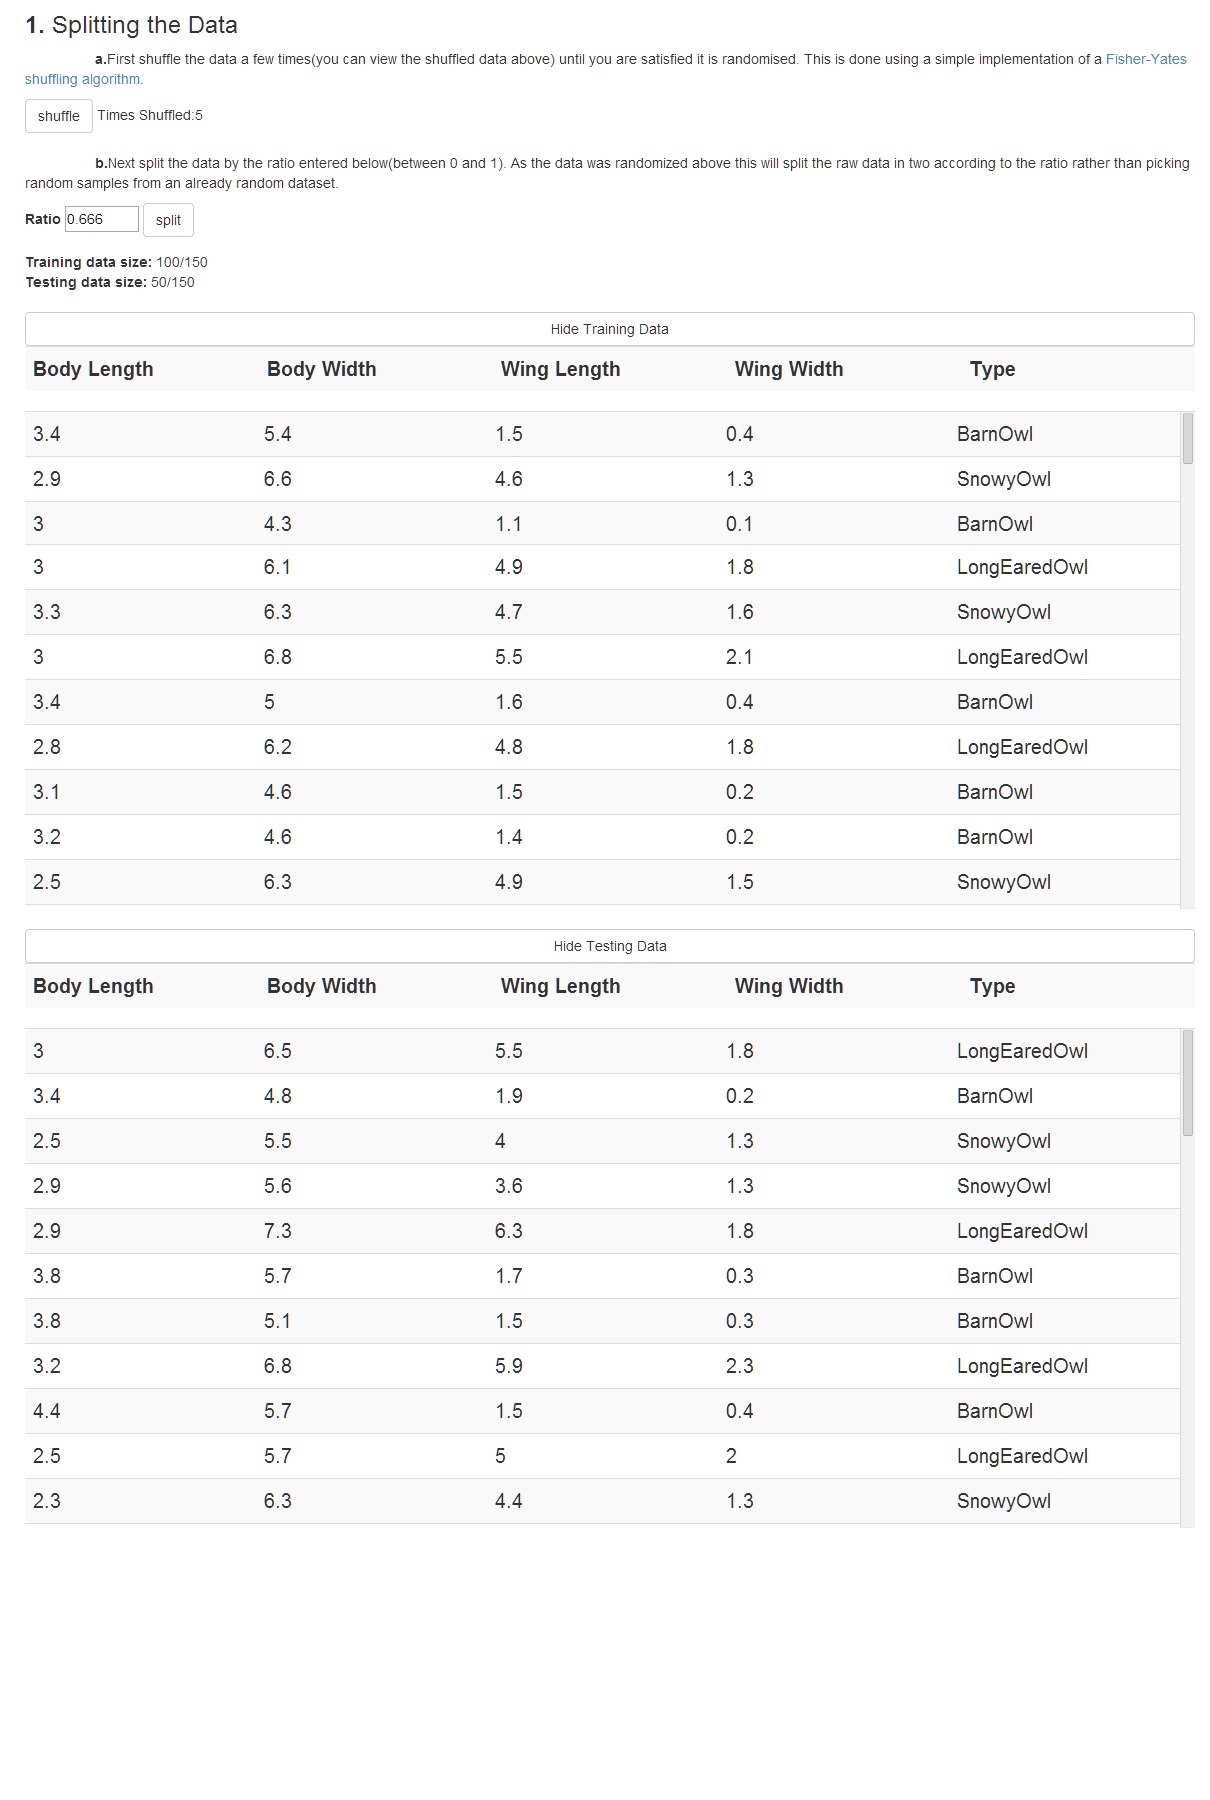 1. Splitting the Data
a.First shuffle the data a few times(you can view the shuffled data above) until you are satisfied it is randomised. This is done using a simple implementation of a Fisher-Yates
shuffling algorithm.
shuffle Times Shuffled:5
b.Next split the data by the ratio entered below(between 0 and 1). As the data was randomized above this will split the raw data in two according to the ratio rather than picking
random samples from an already random dataset.
Ratio 0.666 split
Training data size: 100/150
Testing data size: 50/150
Hide Training Data
Body Length Body Width Wing Length Wing Width Type
3.4 5.4 1.5 0.4 BarnOwl
2.9 6.6 4.6 1.3 SnowyOwl
3 4.3 1.1 0.1 BarnOwl
3 6.1 4.9 1.8 LongEaredOwl
3.3 6.3 4.7 1.6 SnowyOwl
3 6.8 5.5 2.1 LongEaredOwl
3.4 5 1.6 0.4 BarnOwl
2.8 6.2 4.8 1.8 LongEaredOwl
3.1 4.6 1.5 0.2 BarnOwl
3.2 4.6 1.4 0.2 BarnOwl
2.5 6.3 4.9 1.5 SnowyOwl
Hide Testing Data
Body Length Body Width Wing Length Wing Width Type
3 6.5 5.5 1.8 LongEaredOwl
3.4 4.8 1.9 0.2 BarnOwl
2.5 5.5 4 1.3 SnowyOwl
2.9 5.6 3.6 1.3 SnowyOwl
2.9 7.3 6.3 1.8 LongEaredOwl
3.8 5.7 1.7 0.3 BarnOwl
3.8 5.1 1.5 0.3 BarnOwl
3.2 6.8 5.9 2.3 LongEaredOwl
4.4 5.7 1.5 0.4 BarnOwl
2.5 5.7 5 2 LongEaredOwl
2.3 6.3 4.4 1.3 SnowyOwl